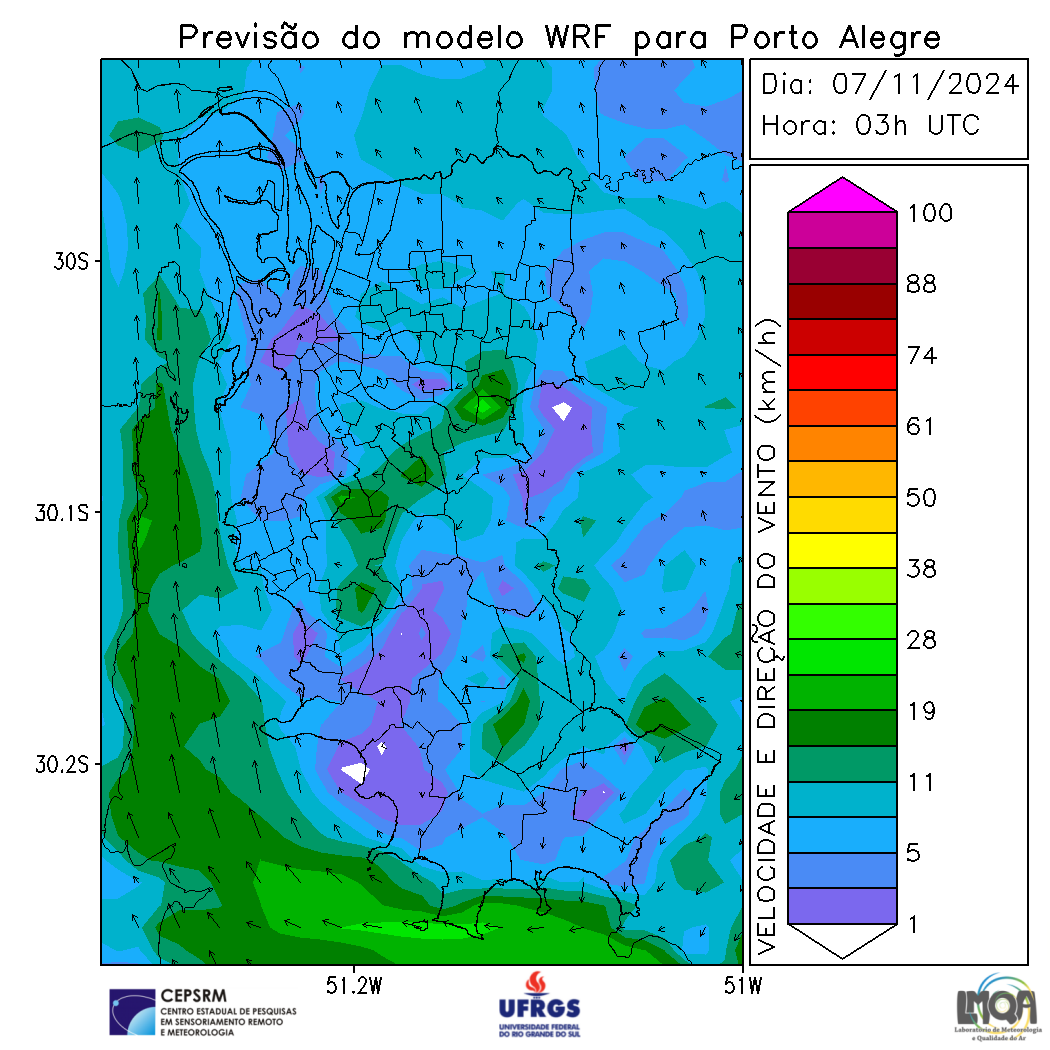 Previsão do modelo WRF para Porto Alegre
Dia: 07/11/2024
Hora: 03h UTC
30S
30.1S
30.2S
51.2W
51W
VELOCIDADE E DIREÇÃO DO VENTO (km/h)
100
88
74
61
50
38
28
19
11
5
1
CEPSRM
CENTRO ESTADUAL DE PESQUISAS
EM SENSORIAMENTO REMOTO
E METEOROLOGIA
UFRGS
UNIVERSIDADE FEDERAL
DO RIO GRANDE DO SUL
LMQA
Laboratório de Meteorologia
e Qualidade do Ar